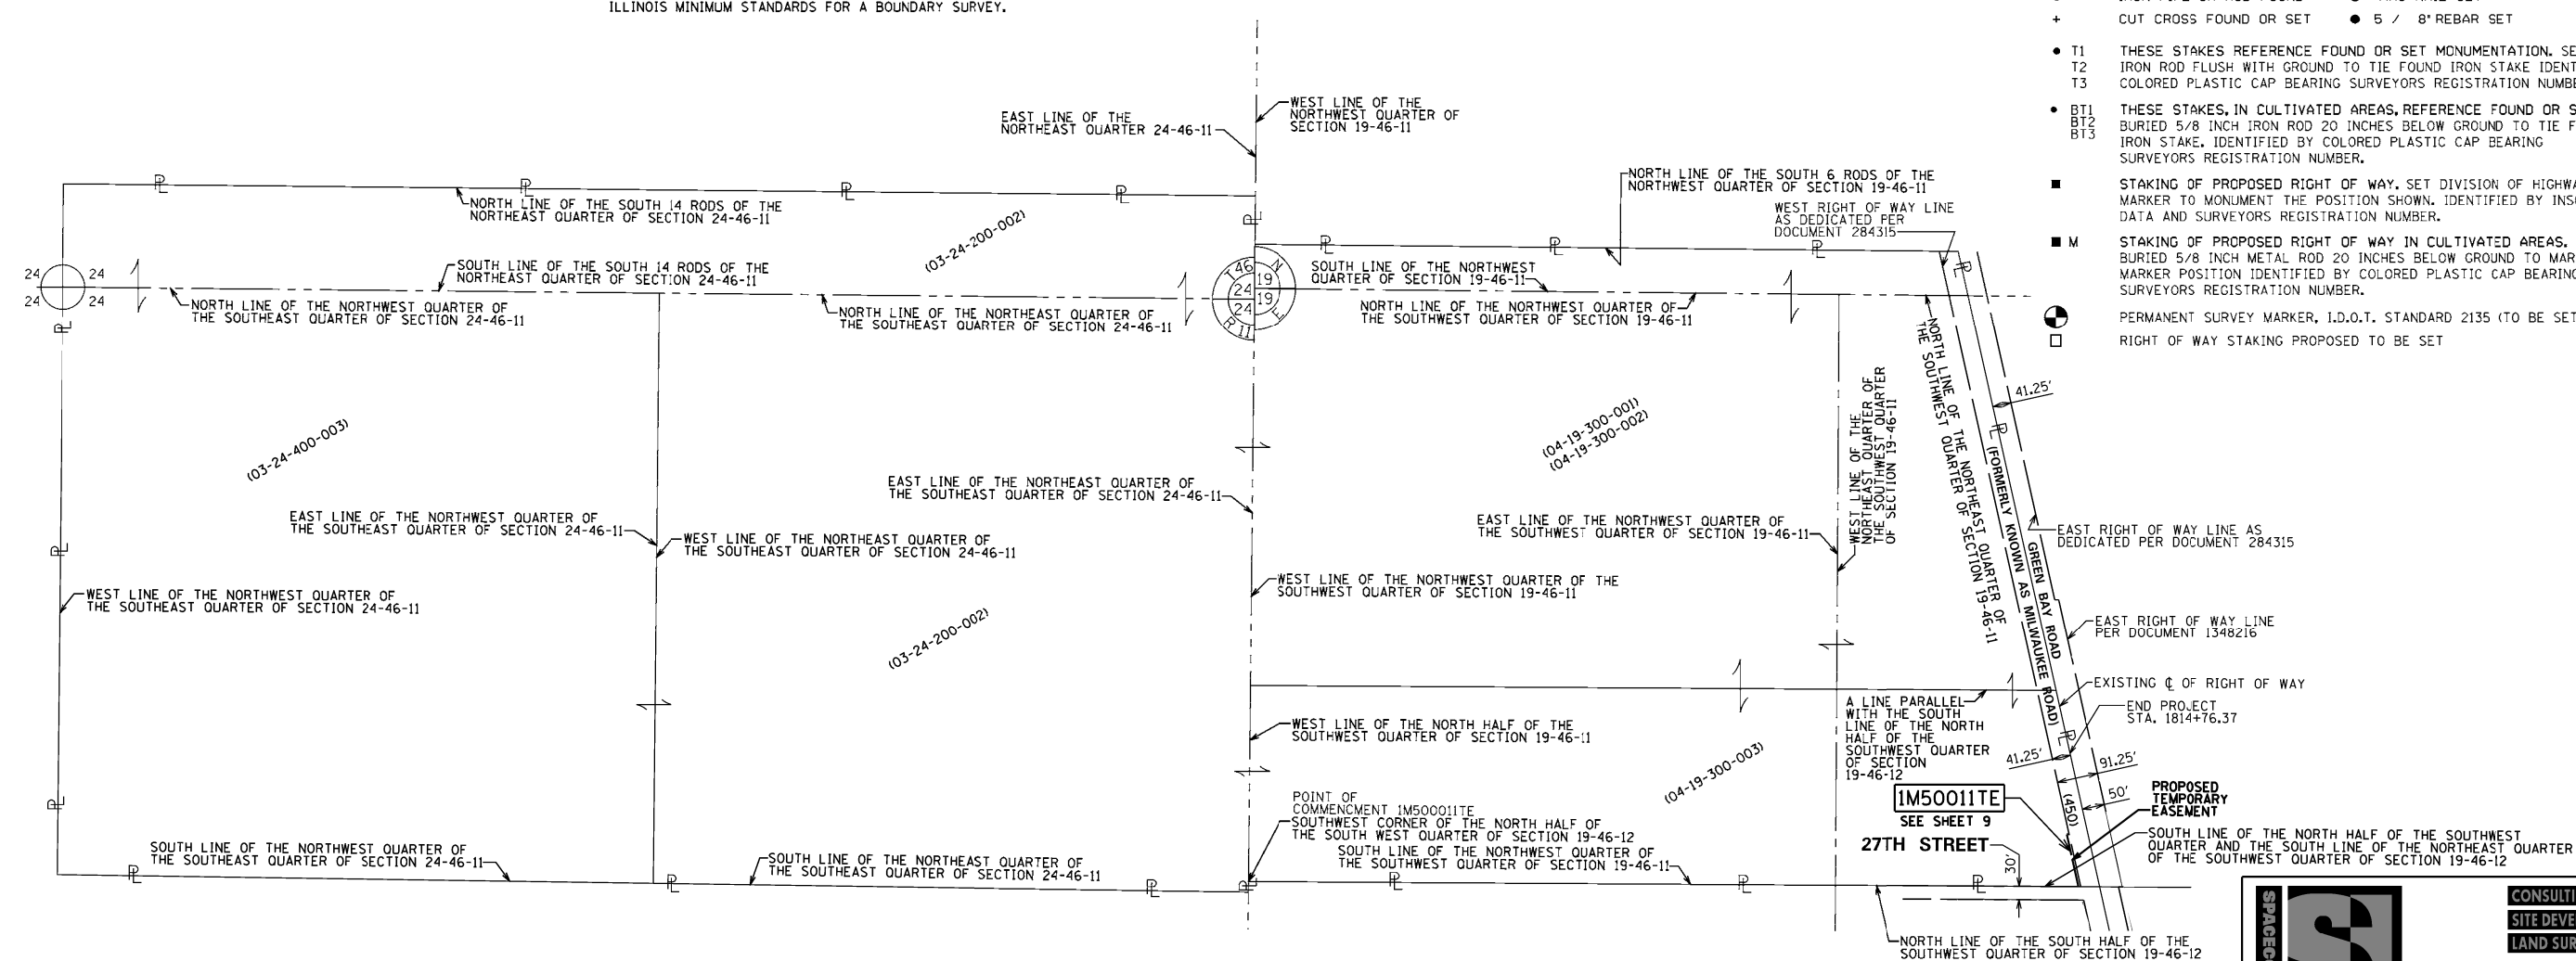 ILLINOIS MINIMUM STANDARDS FOR A BOUNDARY SURVEY.
+ CUT CROSS FOUND OR SET ● 5 / 8" REBAR SET
● T1 THESE STAKES REFERENCE FOUND OR SET MONUMENTATION.
T2 IRON ROD FLUSH WITH GROUND TO TIE FOUND IRON STAKE
T3 COLORED PLASTIC CAP BEARING SURVEYORS REGISTRATION
● BT1 THESE STAKES, IN CULTIVATED AREAS, REFERENCE FOUND OR
BT2 BURIED 5/8 INCH IRON ROD 20 INCHES BELOW GROUND TO TIE
BT3 IRON STAKE. IDENTIFIED BY COLORED PLASTIC CAP BEARING
SURVEYORS REGISTRATION NUMBER.
■ STAKING OF PROPOSED RIGHT OF WAY. SET DIVISION OF
MARKER TO MONUMENT THE POSITION SHOWN. IDENTIFIED BY
DATA AND SURVEYORS REGISTRATION NUMBER.
■ M STAKING OF PROPOSED RIGHT OF WAY IN CULTIVATED AREAS.
BURIED 5/8 INCH METAL ROD 20 INCHES BELOW GROUND TO
MARKER POSITION IDENTIFIED BY COLORED PLASTIC CAP BEARING
SURVEYORS REGISTRATION NUMBER.
PERMANENT SURVEY MARKER, I.D.O.T. STANDARD 2135 (TO BE SET
RIGHT OF WAY STAKING PROPOSED TO BE SET
EAST LINE OF THE
NORTHEAST QUARTER 24-46-11
WEST LINE OF THE
NORTHWEST QUARTER OF
SECTION 19-46-11
NORTH LINE OF THE SOUTH 14 RODS OF THE
NORTHEAST QUARTER OF SECTION 24-46-11
(03-24-200-002)
NORTH LINE OF THE SOUTH 6 RODS OF THE
NORTHWEST QUARTER OF SECTION 19-46-11
WEST RIGHT OF WAY LINE
AS DEDICATED PER
DOCUMENT 284315
24 24
24 24
SOUTH LINE OF THE SOUTH 14 RODS OF THE
NORTHEAST QUARTER OF SECTION 24-46-11
NORTH LINE OF THE NORTHWEST QUARTER OF
THE SOUTHEAST QUARTER OF SECTION 24-46-11
NORTH LINE OF THE NORTHEAST QUARTER OF
THE SOUTHEAST QUARTER OF SECTION 24-46-11
T 46 N
24 19
24 19
R 11 E
SOUTH LINE OF THE NORTHWEST
QUARTER OF SECTION 19-46-11
NORTH LINE OF THE NORTHWEST QUARTER OF
THE SOUTHWEST QUARTER OF SECTION 19-46-11
(03-24-400-003)
EAST LINE OF THE NORTHWEST QUARTER OF
THE SOUTHEAST QUARTER OF SECTION 24-46-11
WEST LINE OF THE NORTHEAST QUARTER OF
THE SOUTHEAST QUARTER OF SECTION 24-46-11
WEST LINE OF THE NORTHWEST QUARTER OF
THE SOUTHEAST QUARTER OF SECTION 24-46-11
EAST LINE OF THE NORTHEAST QUARTER OF
THE SOUTHEAST QUARTER OF SECTION 24-46-11
(03-24-200-002)
(04-19-300-001)
(04-19-300-002)
EAST LINE OF THE NORTHWEST QUARTER OF
THE SOUTHWEST QUARTER OF SECTION 19-46-11
WEST LINE OF THE NORTHWEST QUARTER OF THE
SOUTHWEST QUARTER OF SECTION 19-46-11
WEST LINE OF THE
NORTHEAST QUARTER OF
THE SOUTHWEST QUARTER
OF SECTION 19-46-11
NORTH LINE OF THE NORTHEAST QUARTER OF
THE SOUTHWEST QUARTER OF SECTION 19-46-11
GREEN BAY ROAD
(FORMERLY KNOWN AS MILWAUKEE ROAD)
41.25'
EAST RIGHT OF WAY LINE AS
DEDICATED PER DOCUMENT 284315
EAST RIGHT OF WAY LINE
PER DOCUMENT 1348216
EXISTING ℄ OF RIGHT OF WAY
END PROJECT
STA. 1814+76.37
WEST LINE OF THE NORTH HALF OF THE
SOUTHWEST QUARTER OF SECTION 19-46-11
A LINE PARALLEL
WITH THE SOUTH
LINE OF THE NORTH
HALF OF THE
SOUTHWEST QUARTER
OF SECTION
19-46-12
41.25'
91.25'
50'
(450)
(04-19-300-003)
1M50011TE
SEE SHEET 9
PROPOSED
TEMPORARY
EASEMENT
27TH STREET
30'
POINT OF
COMMENCMENT 1M500011TE
SOUTHWEST CORNER OF THE NORTH HALF OF
THE SOUTH WEST QUARTER OF SECTION 19-46-12
SOUTH LINE OF THE NORTHWEST QUARTER OF
THE SOUTHWEST QUARTER OF SECTION 19-46-11
SOUTH LINE OF THE NORTHWEST QUARTER OF
THE SOUTHEAST QUARTER OF SECTION 24-46-11
SOUTH LINE OF THE NORTHEAST QUARTER OF
THE SOUTHEAST QUARTER OF SECTION 24-46-11
SOUTH LINE OF THE NORTH HALF OF THE SOUTHWEST
QUARTER AND THE SOUTH LINE OF THE NORTHEAST QUARTER
OF THE SOUTHWEST QUARTER OF SECTION 19-46-12
NORTH LINE OF THE SOUTH HALF OF THE
SOUTHWEST QUARTER OF SECTION 19-46-12